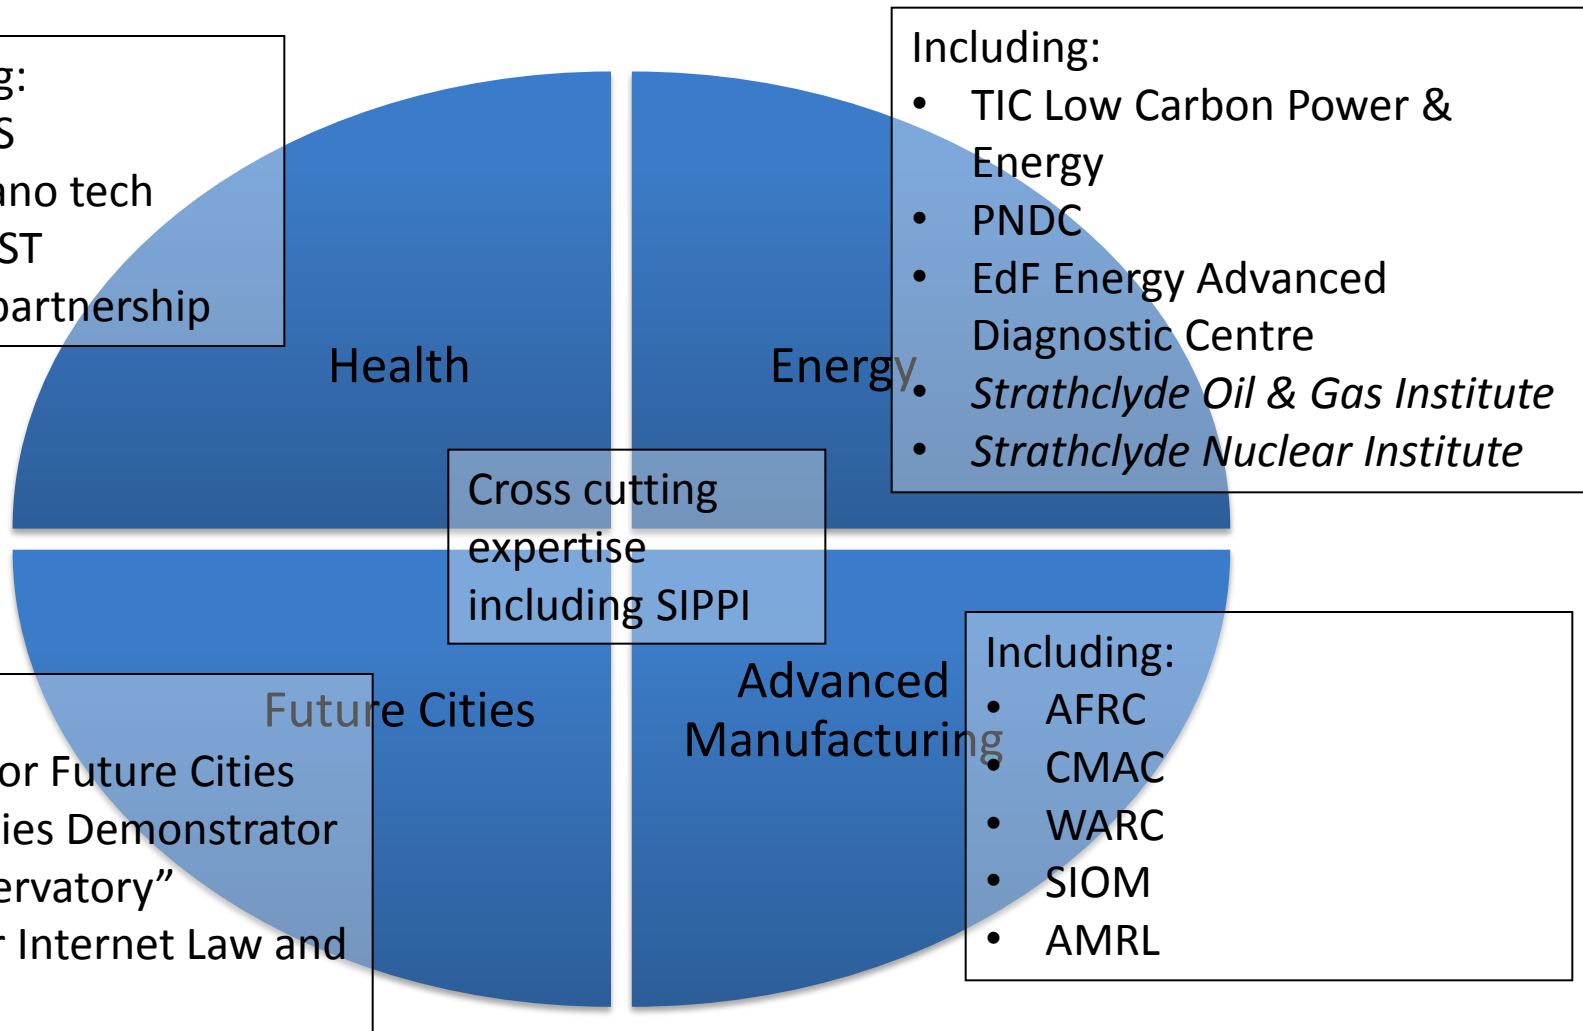 Including:
• TIC Low Carbon Power &
Energy
• PNDC
• EdF Energy Advanced
Diagnostic Centre
• Strathclyde Oil & Gas Institute
• Strathclyde Nuclear Institute
g:
S
ano tech
ST
partnership
Health
Energy
Cross cutting
expertise
including SIPPI
Future Cities
or Future Cities
ies Demonstrator
ervatory”
r Internet Law and
Advanced
Manufacturing
Including:
• AFRC
• CMAC
• WARC
• SIOM
• AMRL